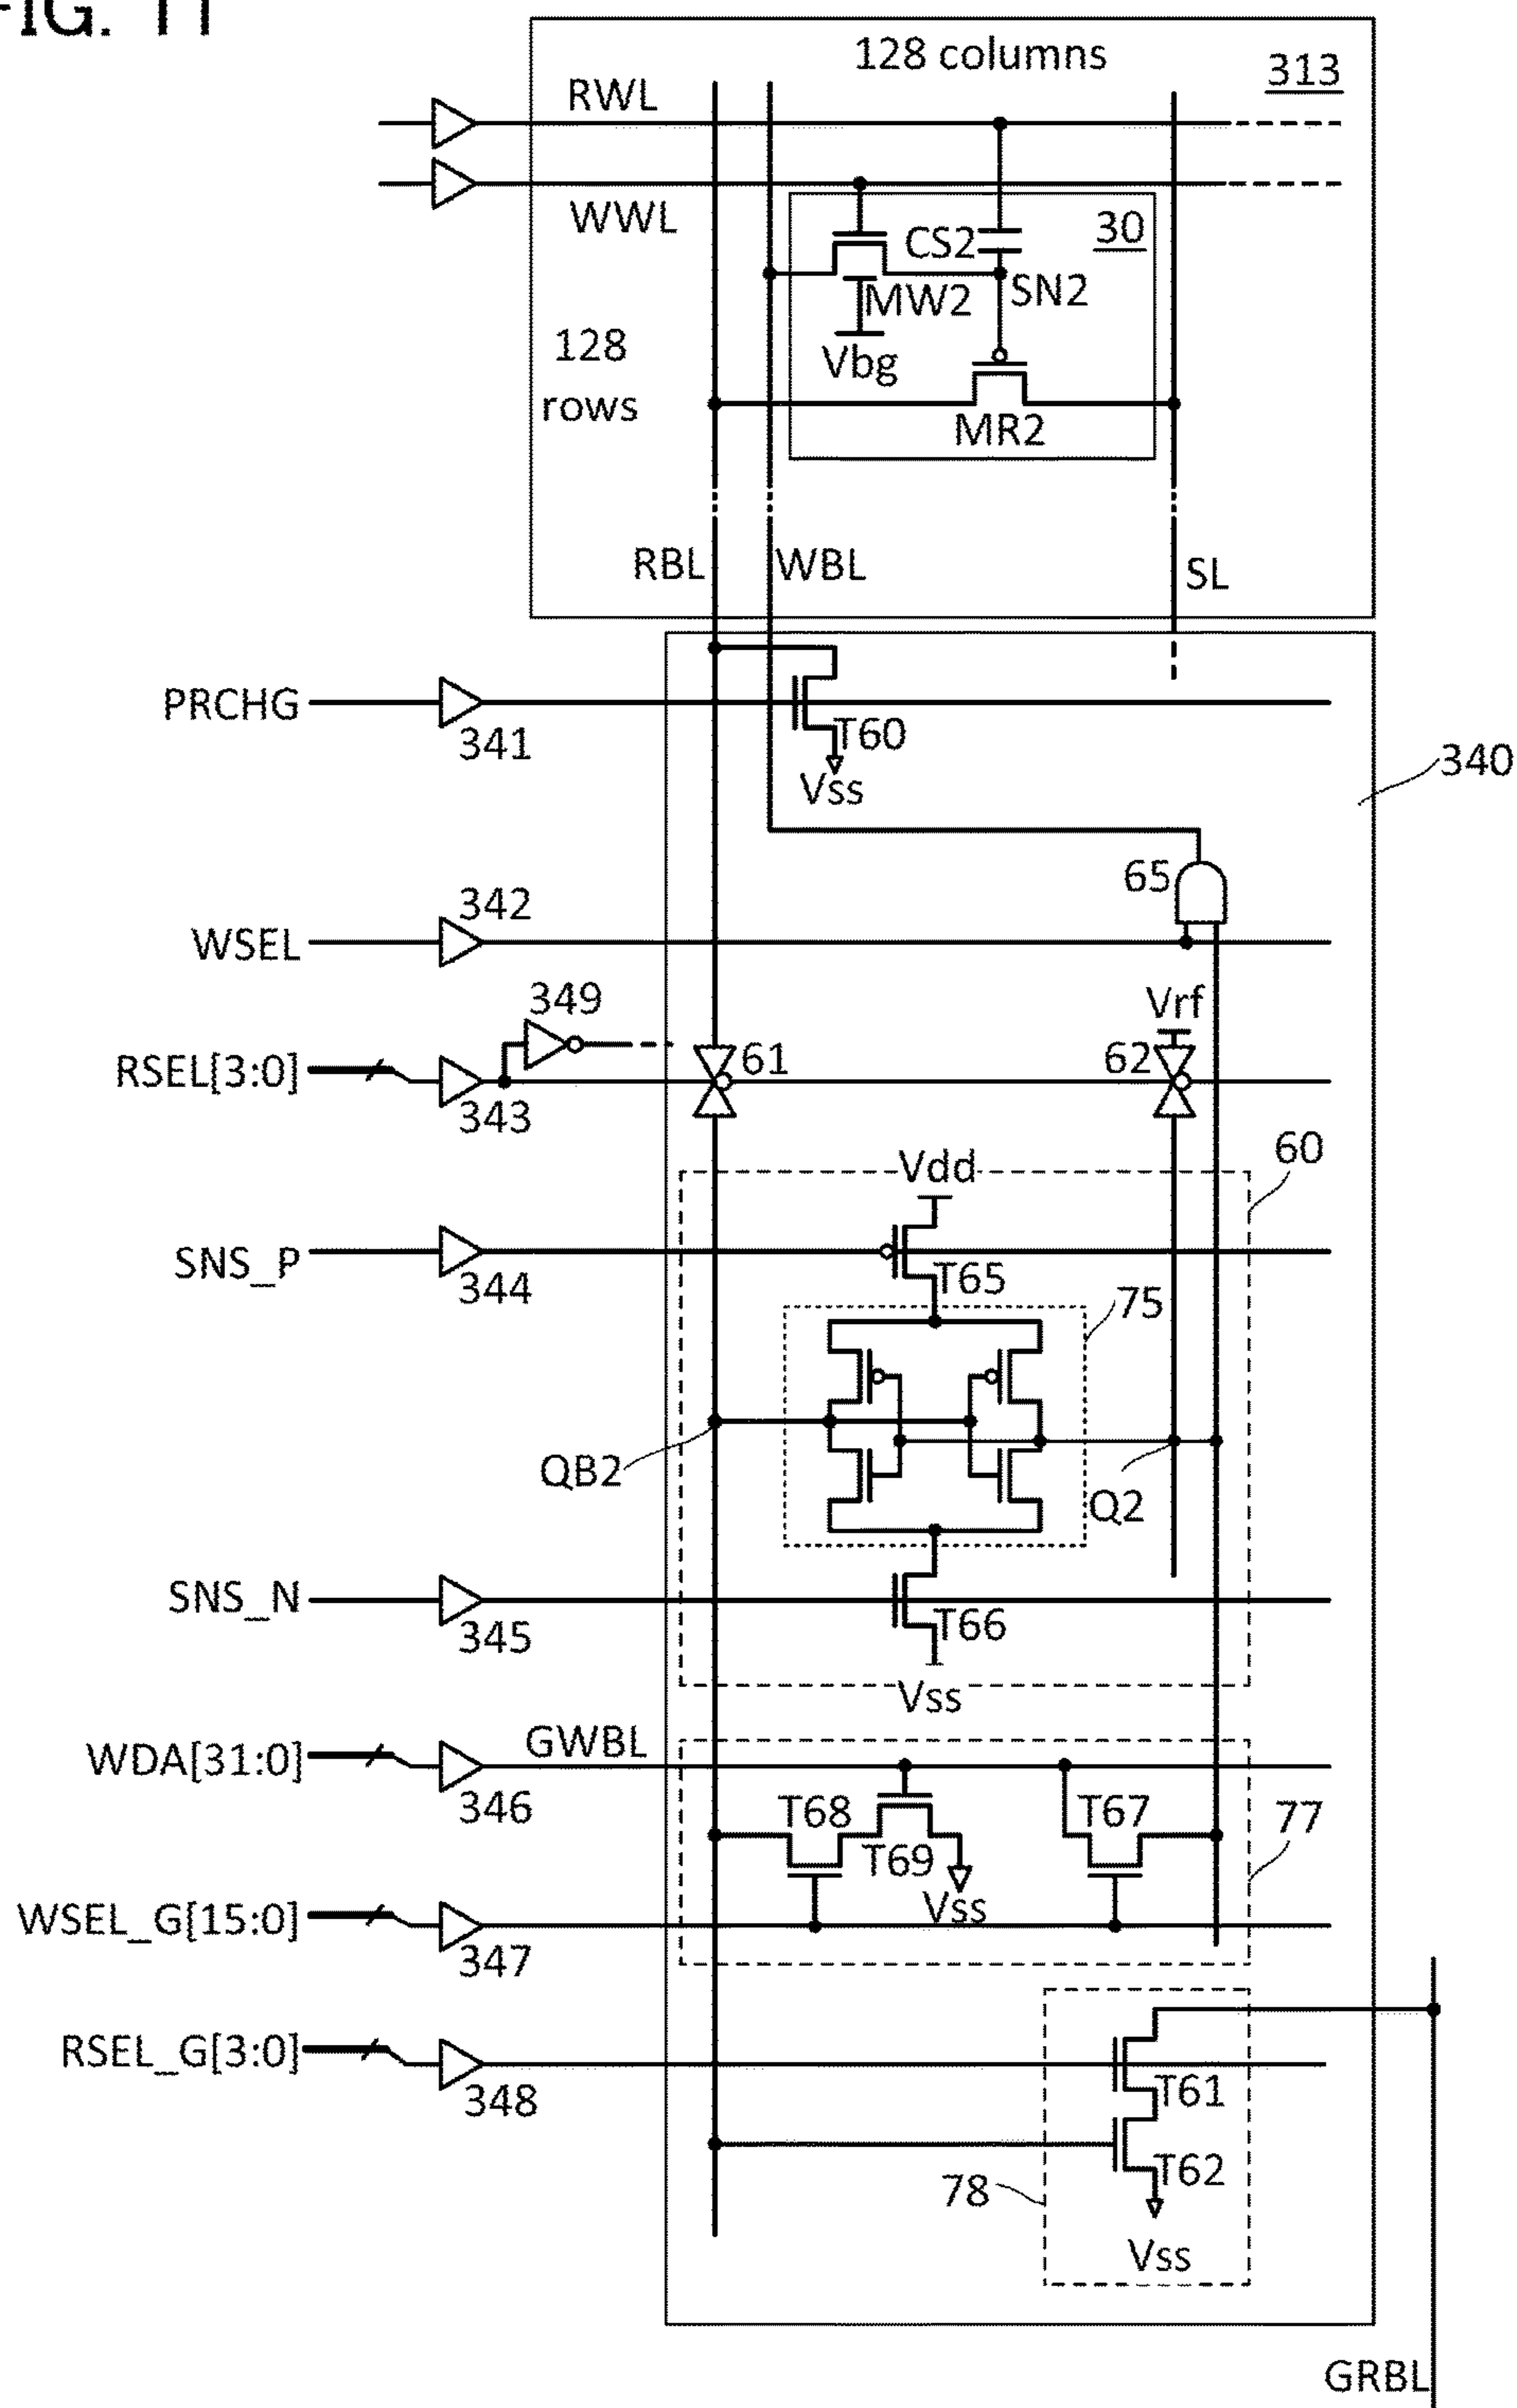 FIG. 11
128 columns
313
RWL
WWL
CS2
30
MW2
SN2
Vbg
128
rows
MR2
RBL
WBL
SL
PRCHG
341
T60
Vss
340
65
342
WSEL
349
Vrf
RSEL[3:0]
61
62
343
60
Vdd
SNS_P
344
T65
75
QB2
Q2
SNS_N
345
T66
Vss
GWBL
WDA[31:0]
346
T68
T67
77
T69
Vss
WSEL_G[15:0]
347
RSEL_G[3:0]
348
T61
T62
78
Vss
GRBL